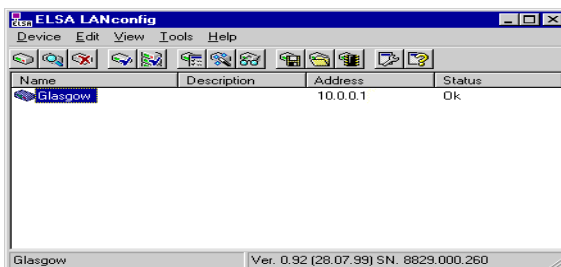 ELSA LANconfig
Device Edit View Tools Help
Name Description Address Status
Glasgow 10.0.0.1 Ok
Glasgow Ver. 0.92 (28.07.99) SN. 8829.000.260